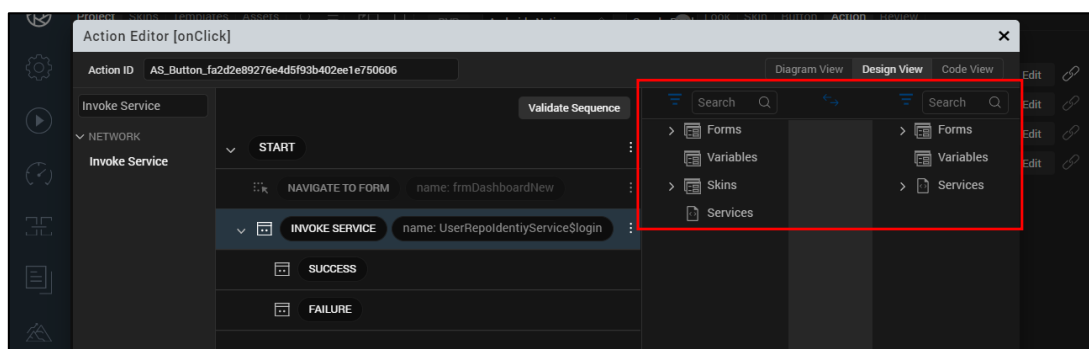 Project Skins Templates Assets
Look Skin Button Action Review
Action Editor [onClick]
Action ID AS_Button_fa2d2e89276e4d5f93b402ee1e750606
Diagram View Design View Code View
Edit
Invoke Service
Validate Sequence
Search
Search
Edit
NETWORK
Invoke Service
START
Forms
Forms
Edit
Variables
Variables
Edit
NAVIGATE TO FORM name: frmDashboardNew
Skins
Services
INVOKE SERVICE name: UserRepoIdentiyService$login
Services
SUCCESS
FAILURE